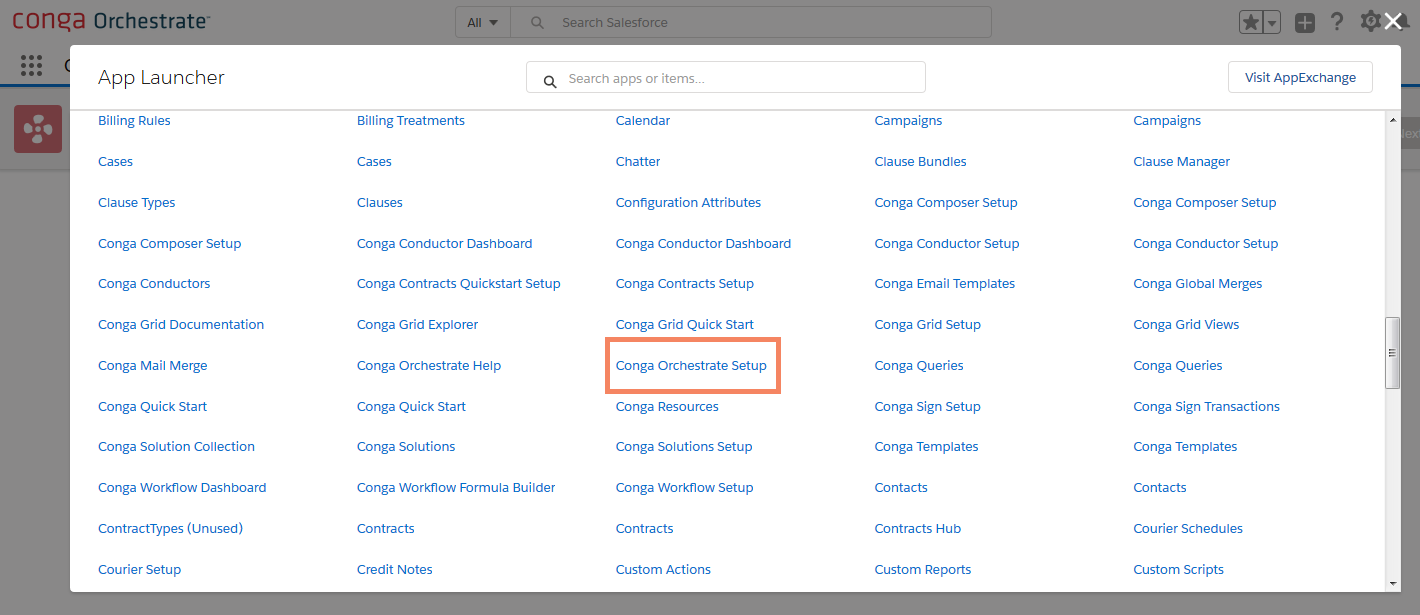 conga Orchestrate™
All
Search Salesforce
App Launcher
Search apps or items...
Visit AppExchange
Billing Rules Billing Treatments Calendar Campaigns Campaigns
Cases Cases Chatter Clause Bundles Clause Manager
Clause Types Clauses Configuration Attributes Conga Composer Setup Conga Composer Setup
Conga Composer Setup Conga Conductor Dashboard Conga Conductor Dashboard Conga Conductor Setup Conga Conductor Setup
Conga Conductors Conga Contracts Quickstart Setup Conga Contracts Setup Conga Email Templates Conga Global Merges
Conga Grid Documentation Conga Grid Explorer Conga Grid Quick Start Conga Grid Setup Conga Grid Views
Conga Mail Merge Conga Orchestrate Help Conga Orchestrate Setup Conga Queries Conga Queries
Conga Quick Start Conga Quick Start Conga Resources Conga Sign Setup Conga Sign Transactions
Conga Solution Collection Conga Solutions Conga Solutions Setup Conga Templates Conga Templates
Conga Workflow Dashboard Conga Workflow Formula Builder Conga Workflow Setup Contacts Contacts
ContractTypes (Unused) Contracts Contracts Contracts Hub Courier Schedules
Courier Setup Credit Notes Custom Actions Custom Reports Custom Scripts